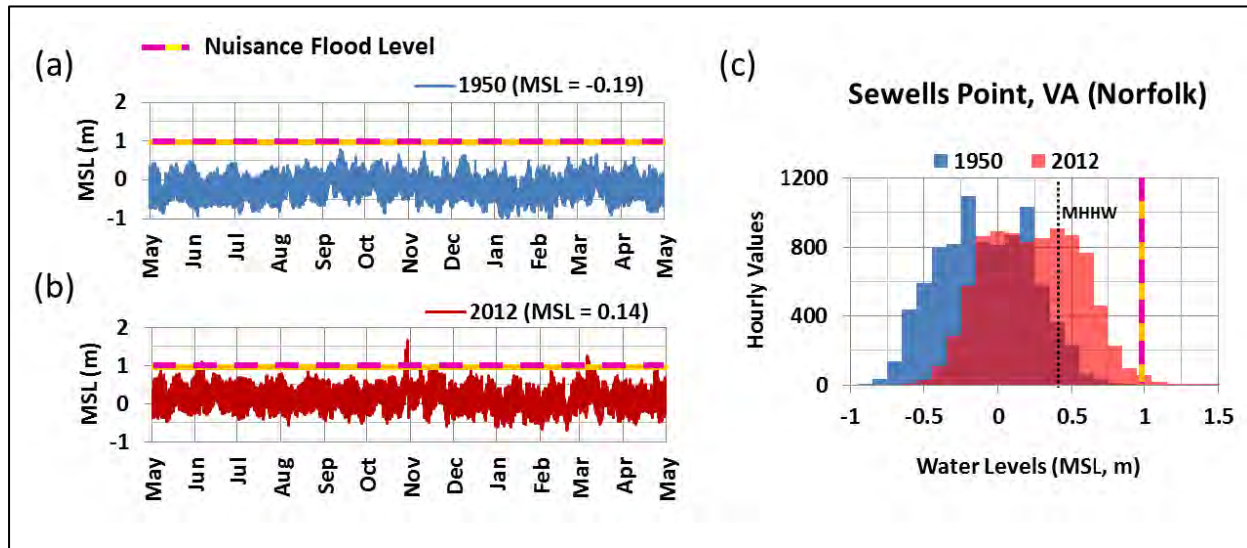 Nuisance Flood Level
(a)
1950 (MSL = -0.19)
MSL (m)
2
1
0
-1
May Jun Jul Aug Sep Oct Nov Dec Jan Feb Mar Apr May
(b)
2012 (MSL = 0.14)
MSL (m)
2
1
0
-1
May Jun Jul Aug Sep Oct Nov Dec Jan Feb Mar Apr May
(c)
Sewells Point, VA (Norfolk)
1950 2012
MHHW
Hourly Values
1200
800
400
0
-1 -0.5 0 0.5 1 1.5
Water Levels (MSL, m)